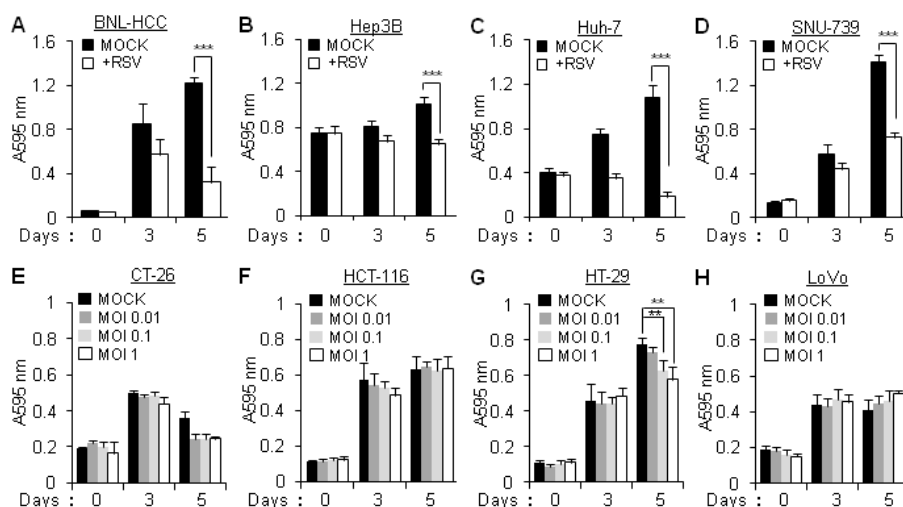 A
BNL-HCC
1.6
1.2
0.8
0.4
0
A595 nm
MOCK
+RSV
***
Days : 0 3 5
B
Hep3B
1.6
1.2
0.8
0.4
0
A595 nm
MOCK
+RSV
***
Days : 0 3 5
C
Huh-7
1.6
1.2
0.8
0.4
0
A595 nm
MOCK
+RSV
***
Days : 0 3 5
D
SNU-739
1.6
1.2
0.8
0.4
0
A595 nm
MOCK
+RSV
***
Days : 0 3 5
E
CT-26
1
0.8
0.6
0.4
0.2
0
A595 nm
MOCK
MOI 0.01
MOI 0.1
MOI 1
Days : 0 3 5
F
HCT-116
1
0.8
0.6
0.4
0.2
0
A595 nm
MOCK
MOI 0.01
MOI 0.1
MOI 1
Days : 0 3 5
G
HT-29
1
0.8
0.6
0.4
0.2
0
A595 nm
MOCK
MOI 0.01
MOI 0.1
MOI 1
**
**
Days : 0 3 5
H
LoVo
1
0.8
0.6
0.4
0.2
0
A595 nm
MOCK
MOI 0.01
MOI 0.1
MOI 1
Days : 0 3 5